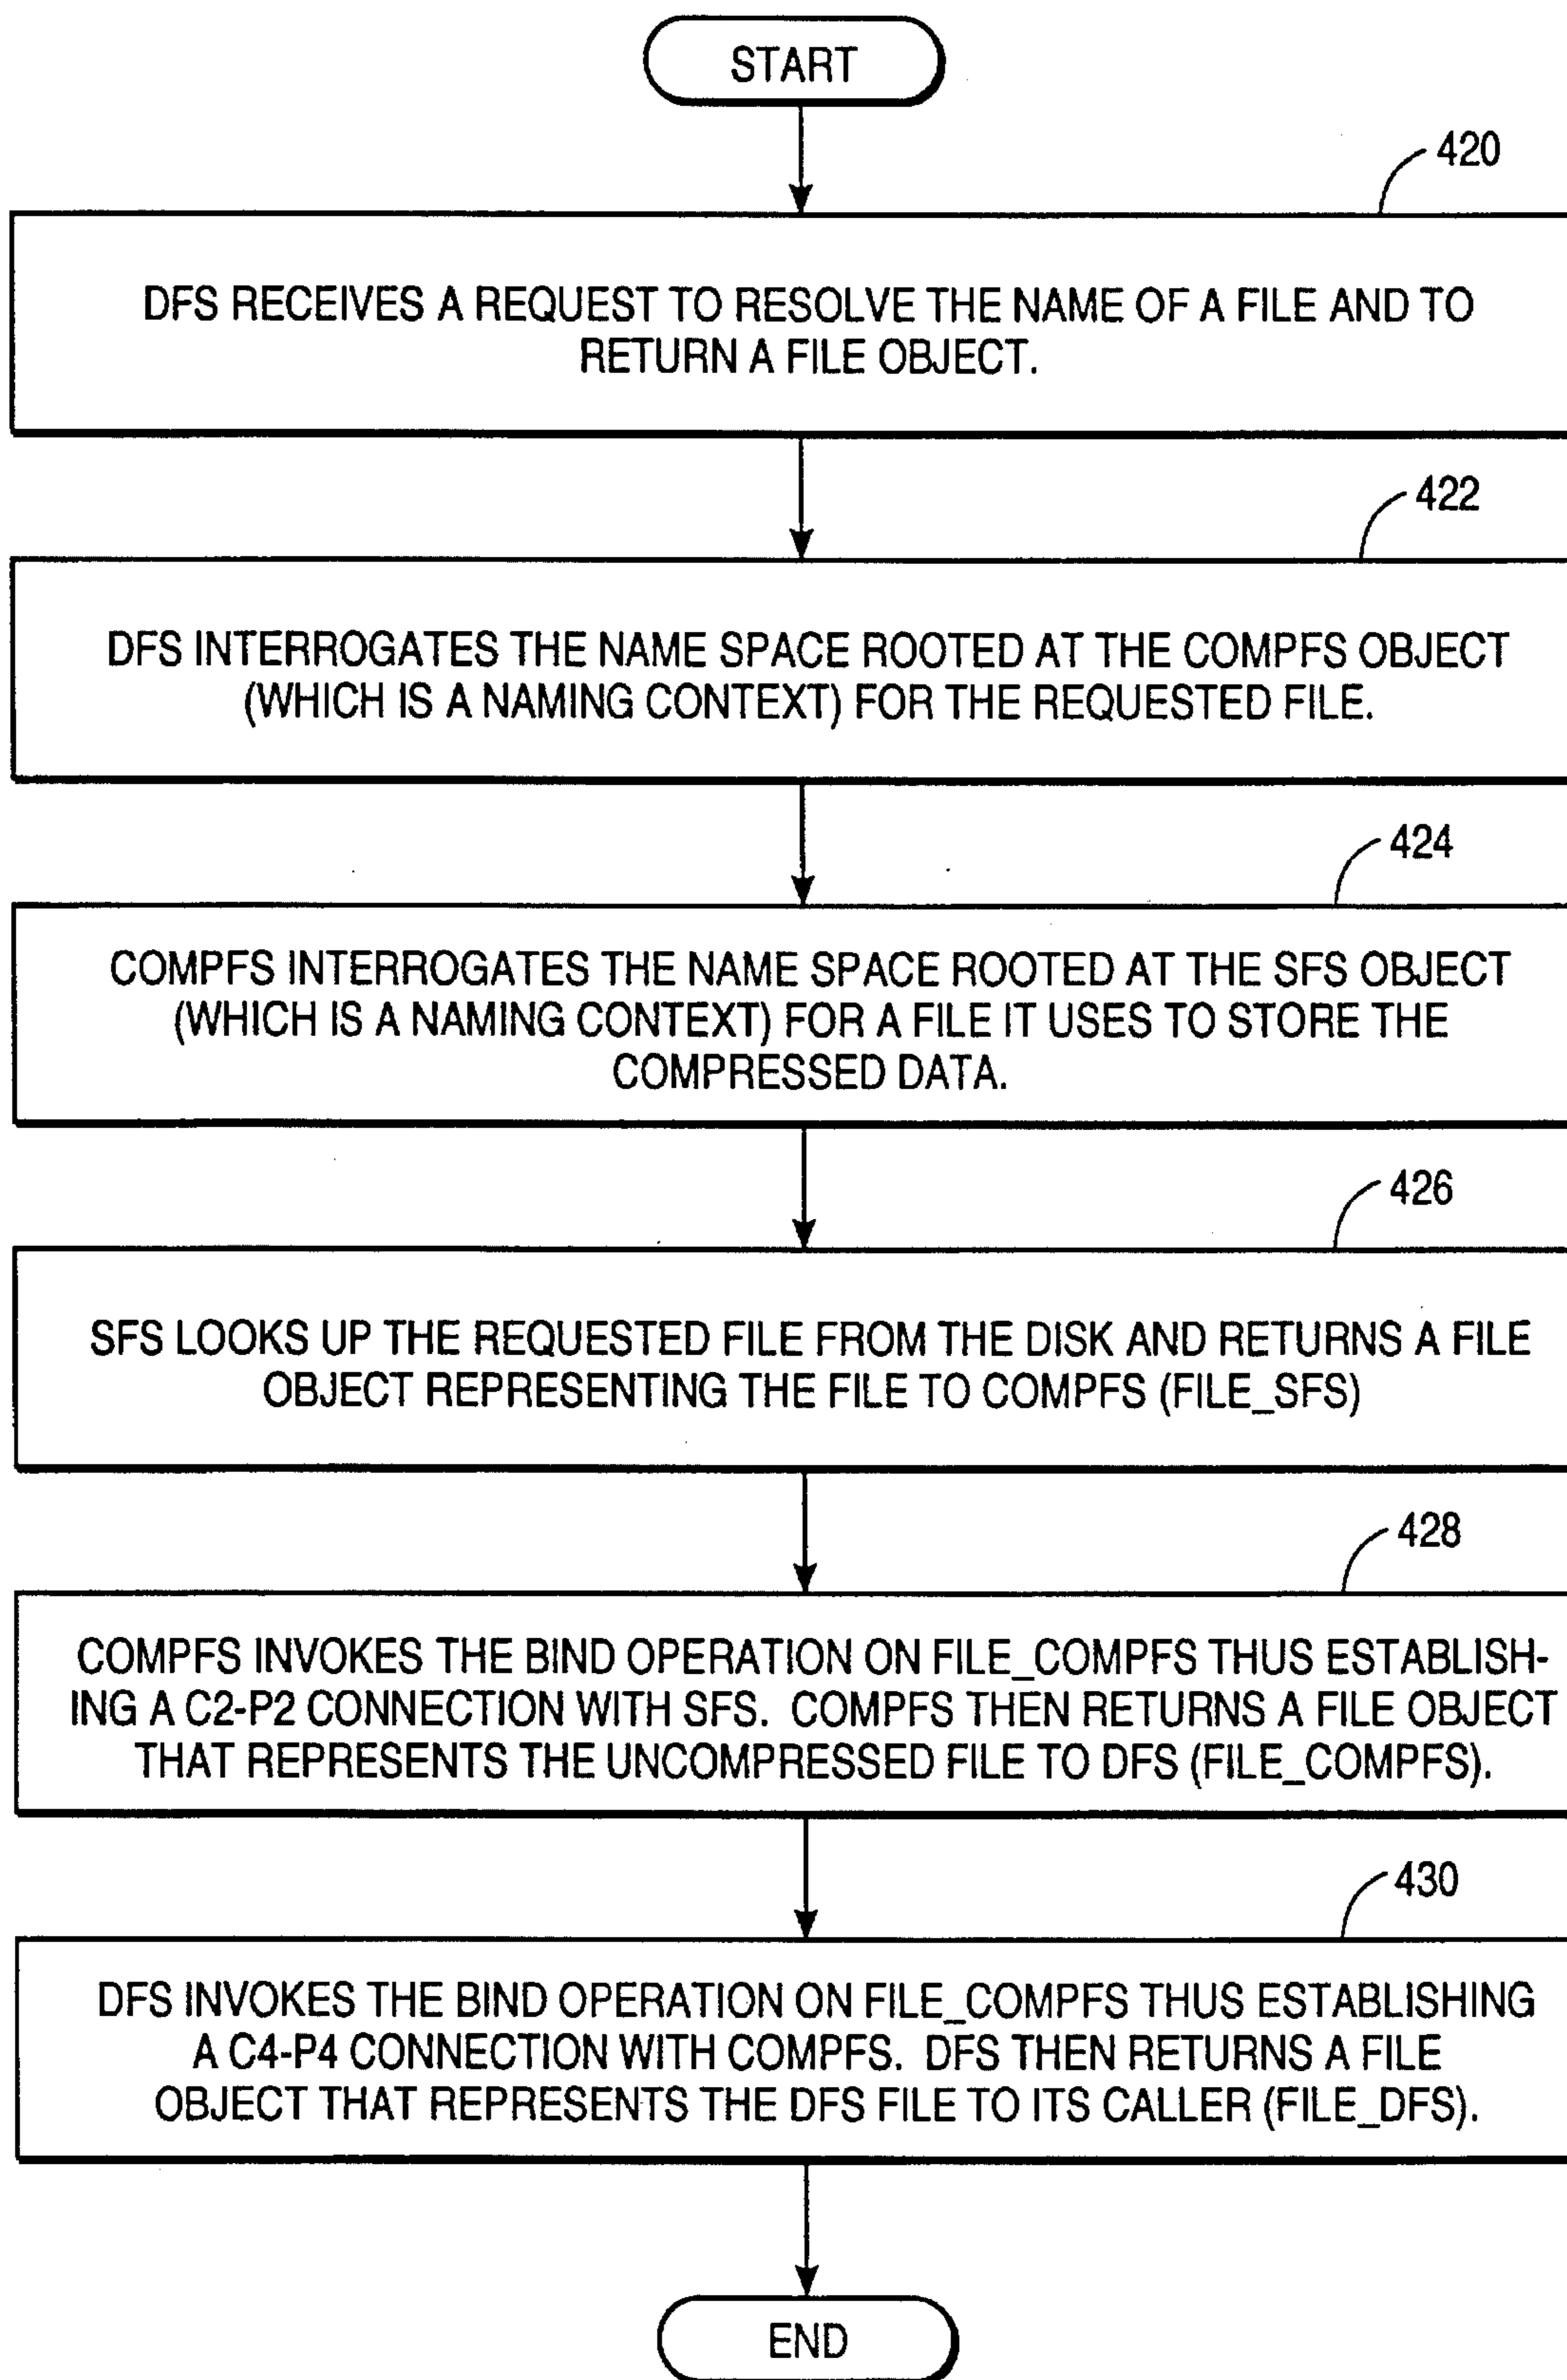 START
420
DFS RECEIVES A REQUEST TO RESOLVE THE NAME OF A FILE AND TO
RETURN A FILE OBJECT.
422
DFS INTERROGATES THE NAME SPACE ROOTED AT THE COMPFS OBJECT
(WHICH IS A NAMING CONTEXT) FOR THE REQUESTED FILE.
424
COMPFS INTERROGATES THE NAME SPACE ROOTED AT THE SFS OBJECT
(WHICH IS A NAMING CONTEXT) FOR A FILE IT USES TO STORE THE
COMPRESSED DATA.
426
SFS LOOKS UP THE REQUESTED FILE FROM THE DISK AND RETURNS A FILE
OBJECT REPRESENTING THE FILE TO COMPFS (FILE_SFS)
428
COMPFS INVOKES THE BIND OPERATION ON FILE_COMPFS THUS ESTABLISH-
ING A C2-P2 CONNECTION WITH SFS. COMPFS THEN RETURNS A FILE OBJECT
THAT REPRESENTS THE UNCOMPRESSED FILE TO DFS (FILE_COMPFS).
430
DFS INVOKES THE BIND OPERATION ON FILE_COMPFS THUS ESTABLISHING
A C4-P4 CONNECTION WITH COMPFS. DFS THEN RETURNS A FILE
OBJECT THAT REPRESENTS THE DFS FILE TO ITS CALLER (FILE_DFS).
END